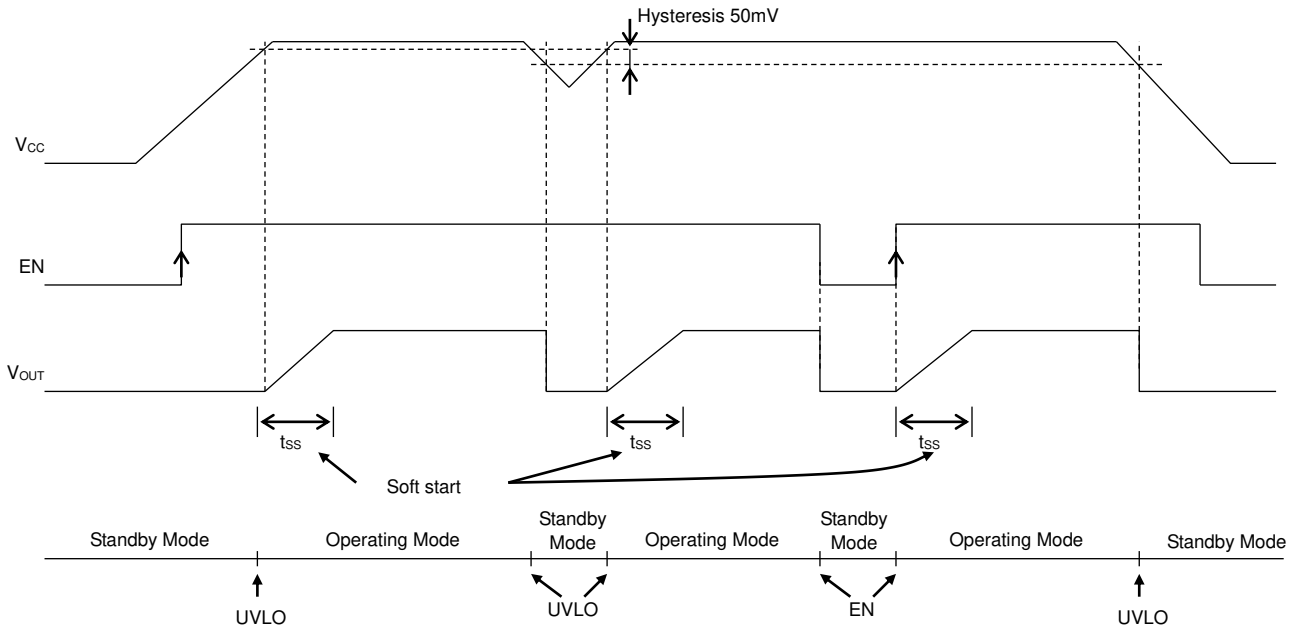 Hysteresis 50mV
VCC
EN
VOUT
tSS
tSS
tSS
Soft start
Standby Mode
Operating Mode
Standby
Mode
Operating Mode
Standby
Mode
Operating Mode
Standby Mode
UVLO
UVLO
EN
UVLO